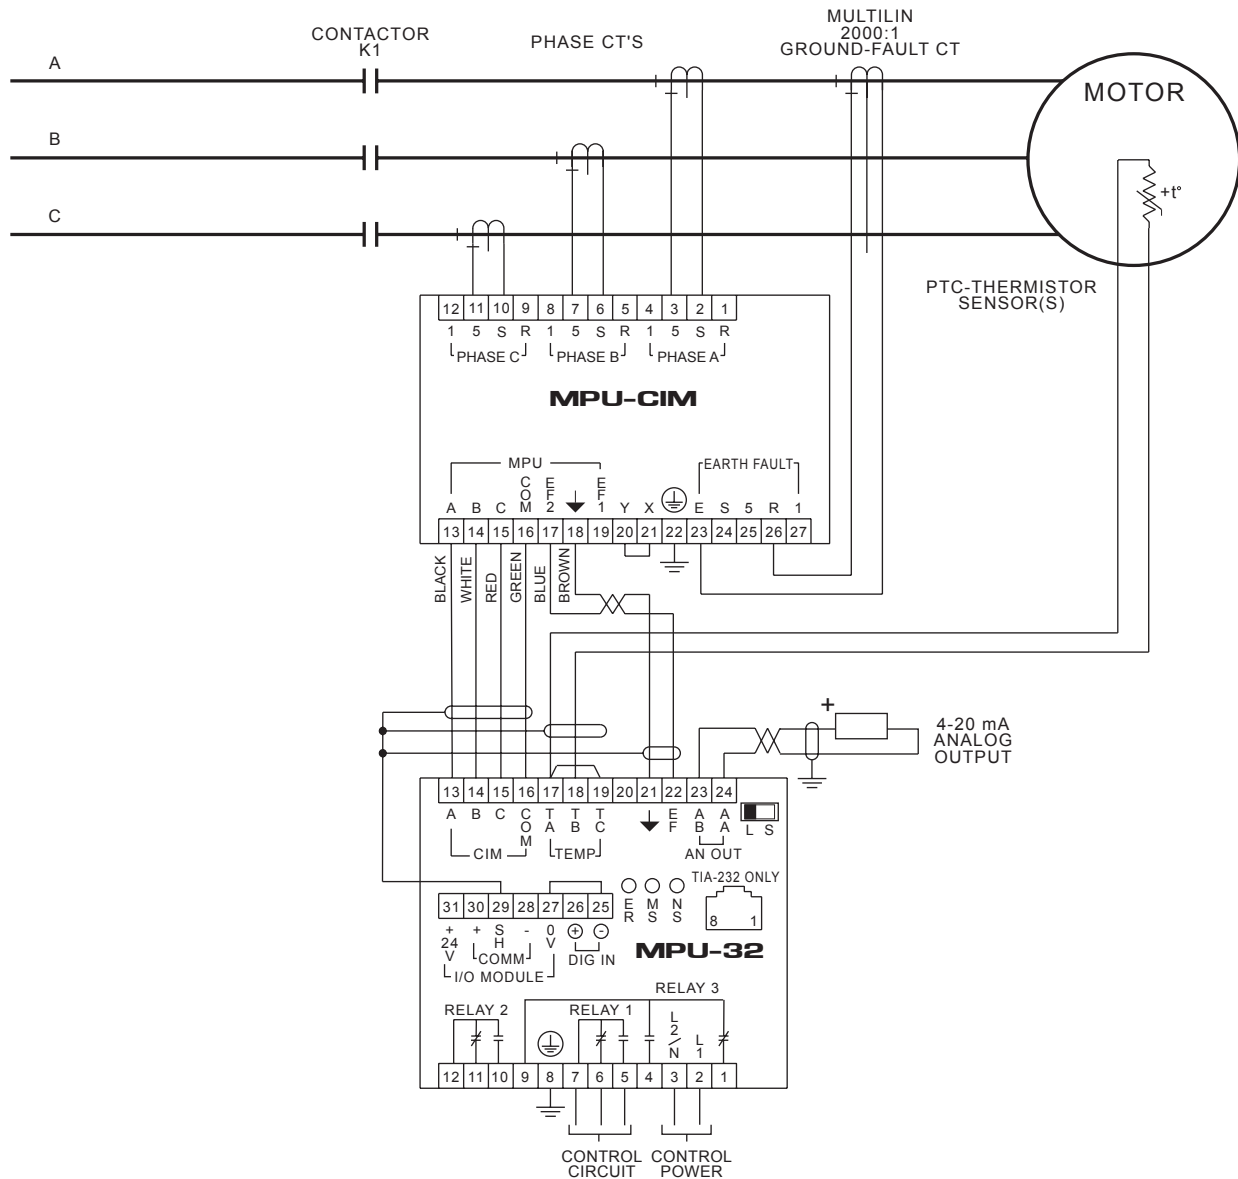 CONTACTOR
K1
PHASE CT'S
MULTILIN
2000:1
GROUND-FAULT CT
A
B
C
MOTOR
+t°
PTC-THERMISTOR
SENSOR(S)
12 11 10 9 8 7 6 5 4 3 2 1
1 5 S R 1 5 S R 1 5 S R
PHASE C PHASE B PHASE A
MPU-CIM
MPU EARTH FAULT
A B C COM EF2 EF1 Y X E S 5 R 1
13 14 15 16 17 18 19 20 21 22 23 24 25 26 27
BLACK WHITE RED GREEN BLUE BROWN
+
4-20 mA
ANALOG
OUTPUT
13 14 15 16 17 18 19 20 21 22 23 24
A B C COM TA TB TC EF AB AA
L S
CIM TEMP AN OUT
TIA-232 ONLY
8 1
ER MS NS
31 30 29 28 27 26 25
+24V + SH - 0V + -
COMM DIG IN
I/O MODULE
MPU-32
RELAY 3
RELAY 2 RELAY 1
L2/N L1
12 11 10 9 8 7 6 5 4 3 2 1
CONTROL
CIRCUIT
CONTROL
POWER